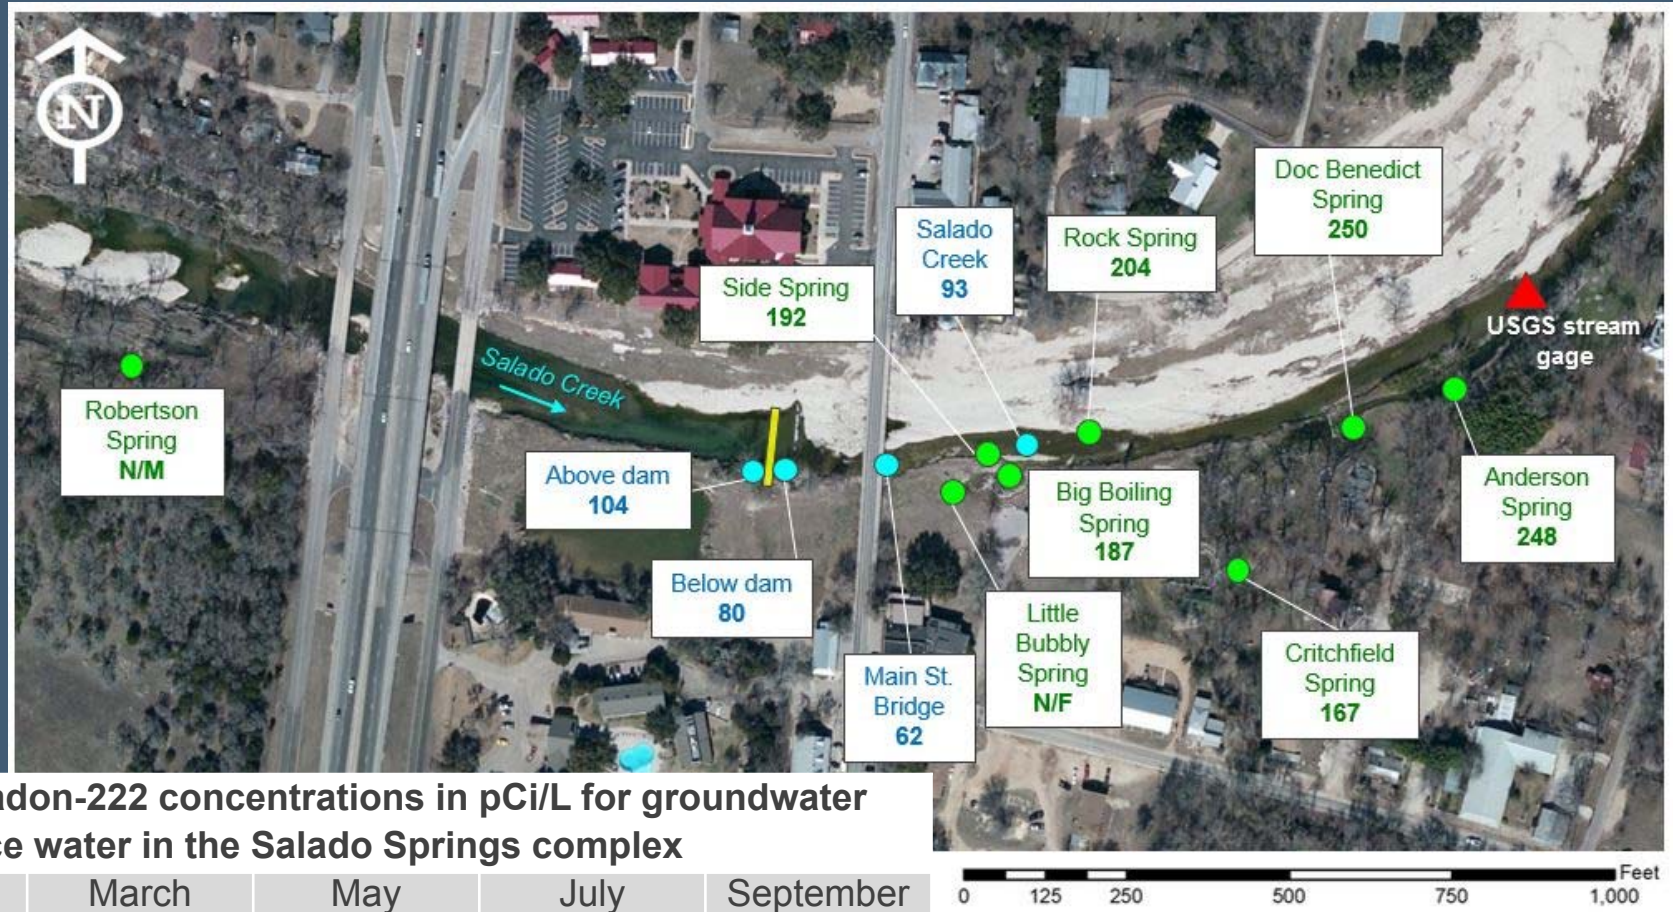 N
Doc Benedict
Spring
250
Salado
Creek
93
Rock Spring
204
Side Spring
192
USGS stream
gage
Salado Creek
Robertson
Spring
N/M
Above dam
104
Big Boiling
Spring
187
Anderson
Spring
248
Below dam
80
Little
Bubbly
Spring
N/F
Main St.
Bridge
62
Critchfield
Spring
167
adon-222 concentrations in pCi/L for groundwater
ce water in the Salado Springs complex
March May July September
Feet
0 125 250 500 750 1,000